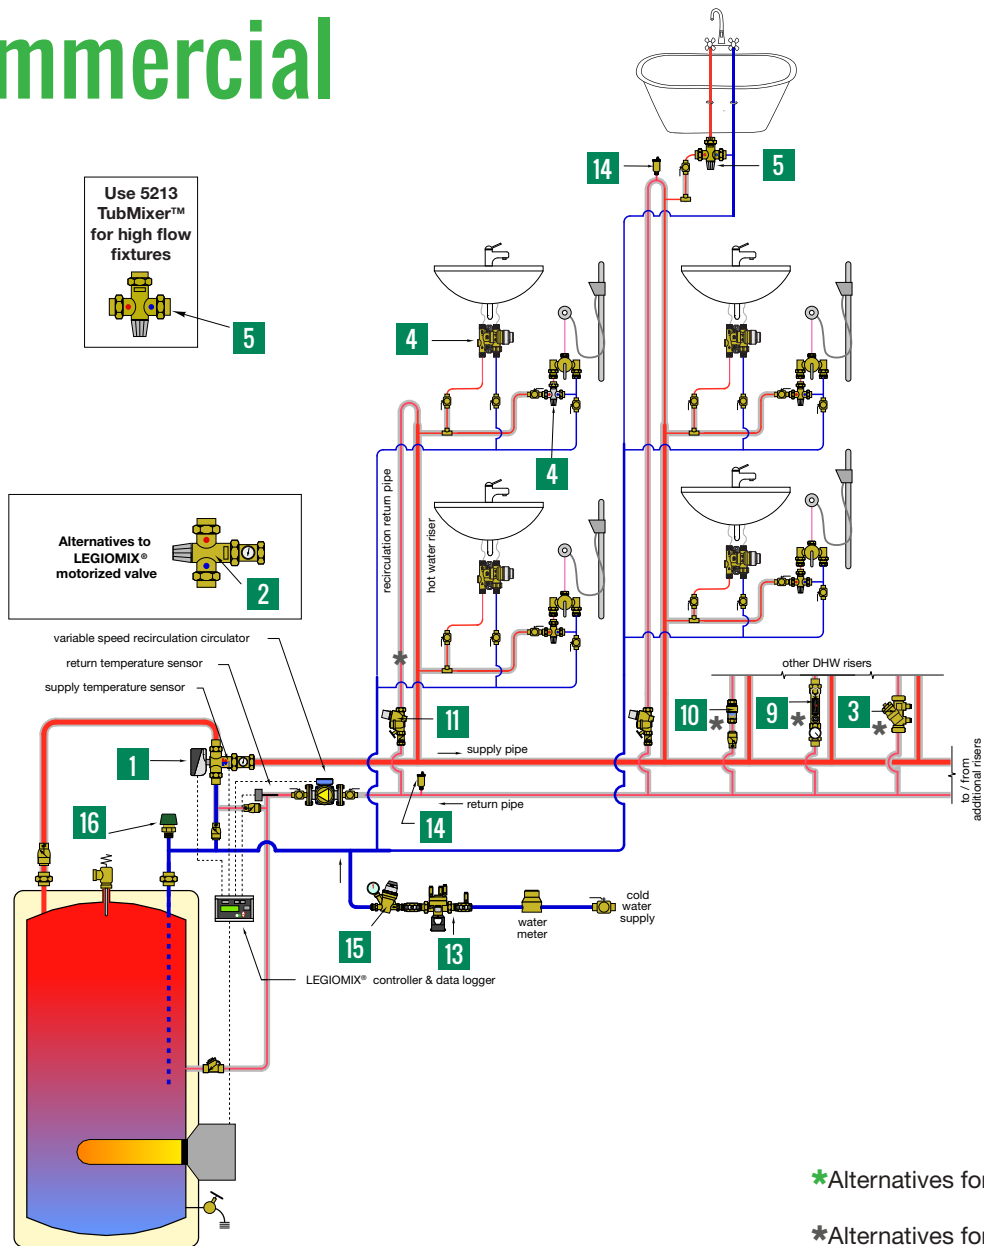 mmercial
Use 5213
TubMixer™
for high flow
fixtures
5
14
5
4
4
Alternatives to
LEGIOMIX®
motorized valve
2
recirculation return pipe
hot water riser
variable speed recirculation circulator
return temperature sensor
supply temperature sensor
other DHW risers
*
11
10
*
9
*
3
*
1
supply pipe
return pipe
to / from
additional risers
14
16
15
13
water
meter
cold
water
supply
LEGIOMIX® controller & data logger
*Alternatives for
*Alternatives for